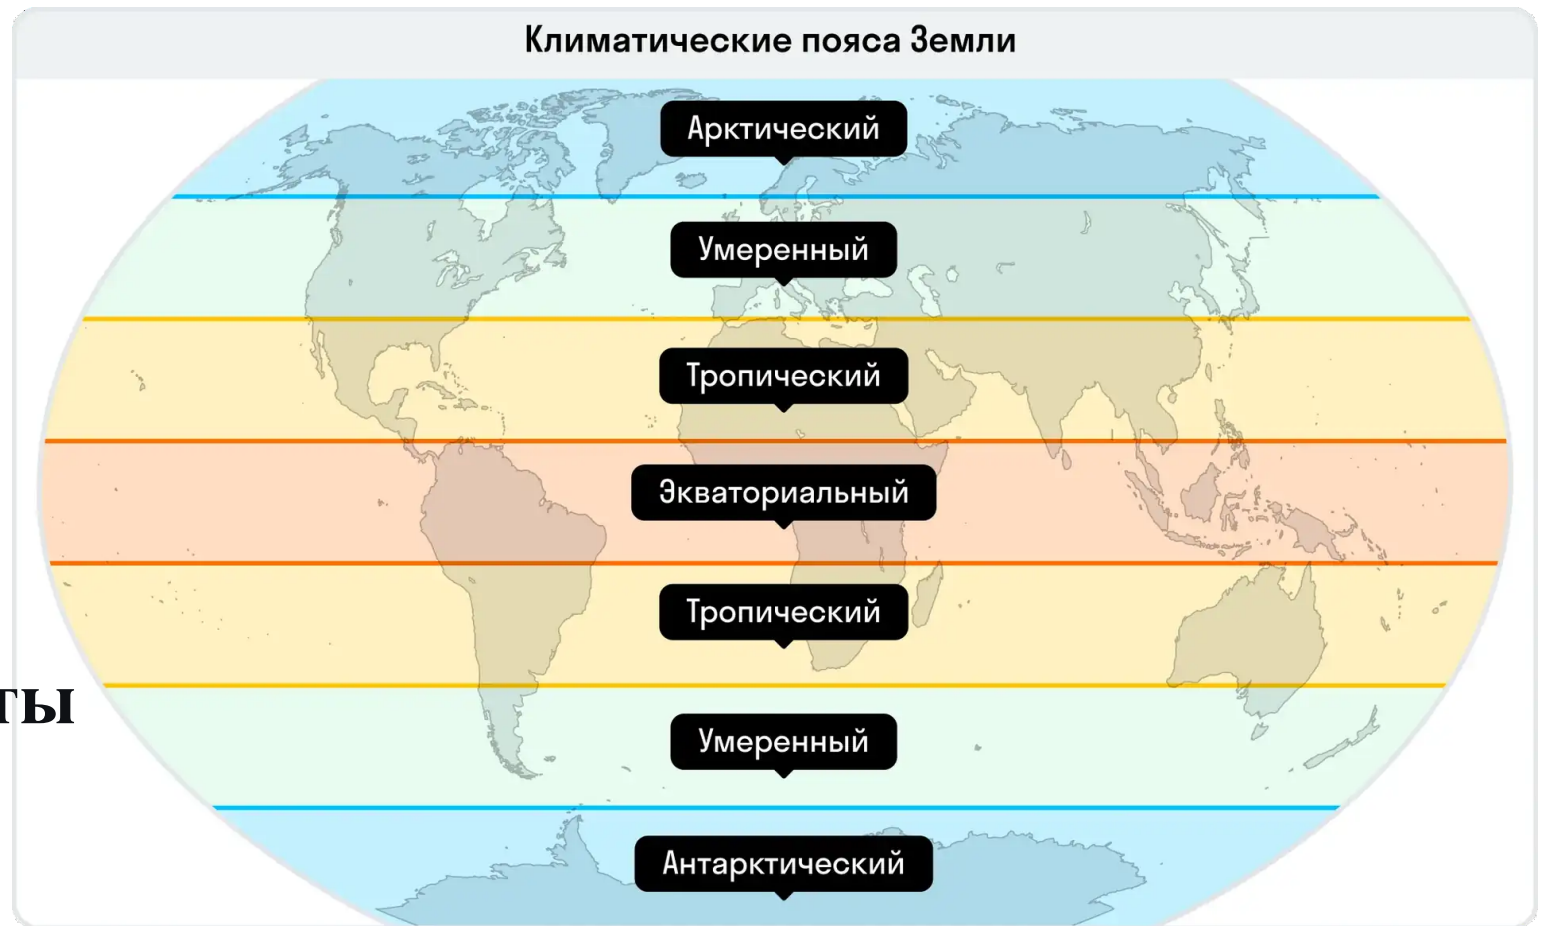 Климатические пояса Земли
Арктический
Умеренный
Тропический
Экваториальный
Тропический
ты
Умеренный
Антарктический